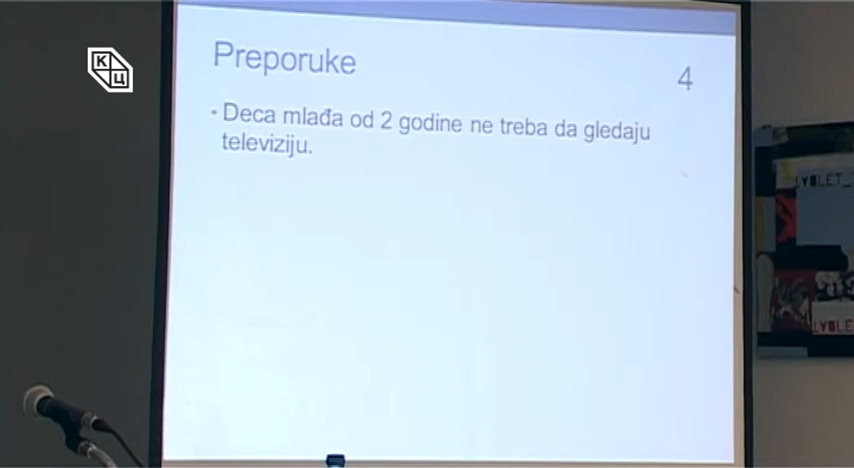 К
Ц
Preporuke
4
Deca mlađa od 2 godine ne treba da gledaju
televiziju.